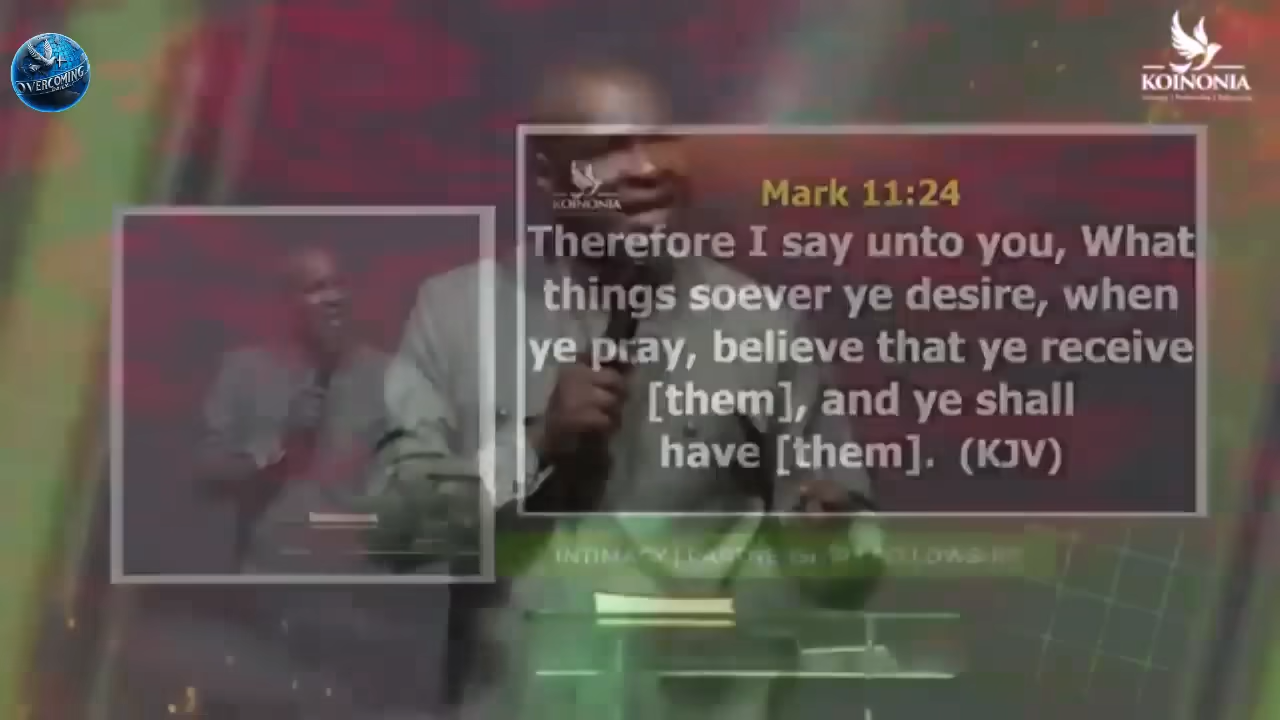 OVERCOMING
KOINONIA
KOINONIA
Mark 11:24
Therefore I say unto you, What
things soever ye desire, when
ye pray, believe that ye receive
[them], and ye shall
have [them]. (KJV)
INTIMACY |